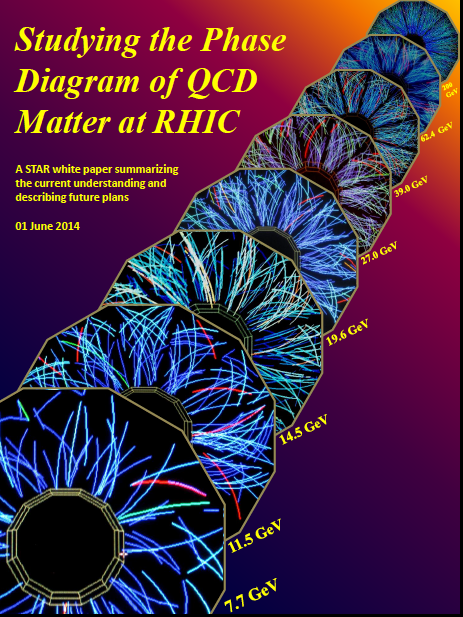 Studying the Phase
Diagram of QCD
Matter at RHIC
A STAR white paper summarizing
the current understanding and
describing future plans
01 June 2014
200
GeV
62.4 GeV
39.0 GeV
27.0 GeV
19.6 GeV
14.5 GeV
11.5 GeV
7.7 GeV